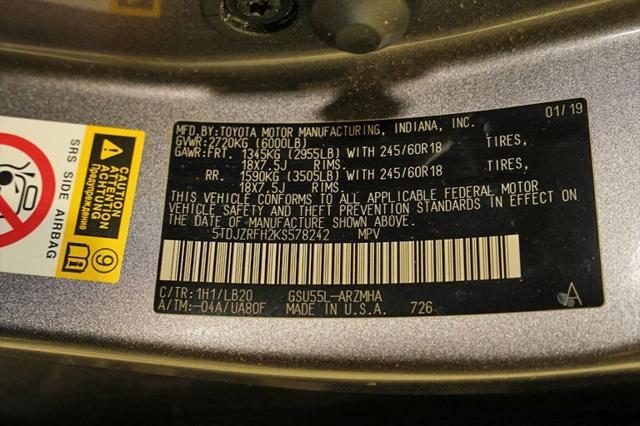 MFD.BY:TOYOTA MOTOR MANUFACTURING, INDIANA, INC. 01/19
GVWR:2720KG (6000LB)
GAWR:FRT. 1345KG (2955LB) WITH 245/60R18 TIRES,
18X7.5J RIMS.
RR. 1590KG (3505LB) WITH 245/60R18 TIRES,
18X7.5J RIMS.
THIS VEHICLE CONFORMS TO ALL APPLICABLE FEDERAL MOTOR
VEHICLE SAFETY AND THEFT PREVENTION STANDARDS IN EFFECT ON
THE DATE OF MANUFACTURE SHOWN ABOVE.
5TDJZRFH2KS578242 MPV
C/TR:1H1/LB20 GSU55L-ARZMHA
A/TM:-04A/UA80F MADE IN U.S.A. 726
A
SRS SIDE AIRBAG
CAUTION
ATTENTION
ACHTUNG
Предупреждение
9